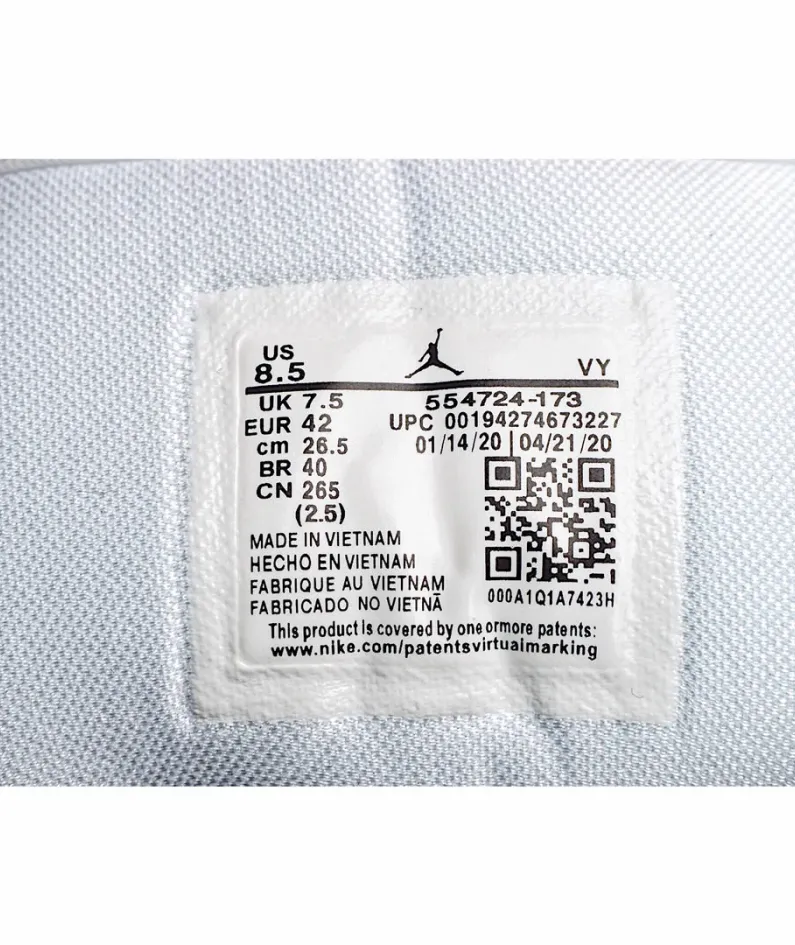 US
8.5
VY
UK 7.5
554724-173
EUR 42
UPC 00194274673227
cm 26.5
01/14/20 | 04/21/20
BR 40
CN 265
(2.5)
MADE IN VIETNAM
HECHO EN VIETNAM
FABRIQUE AU VIETNAM
FABRICADO NO VIETNÃ
000A1Q1A7423H
This product is covered by one ormore patents:
www.nike.com/patentsvirtualmarking